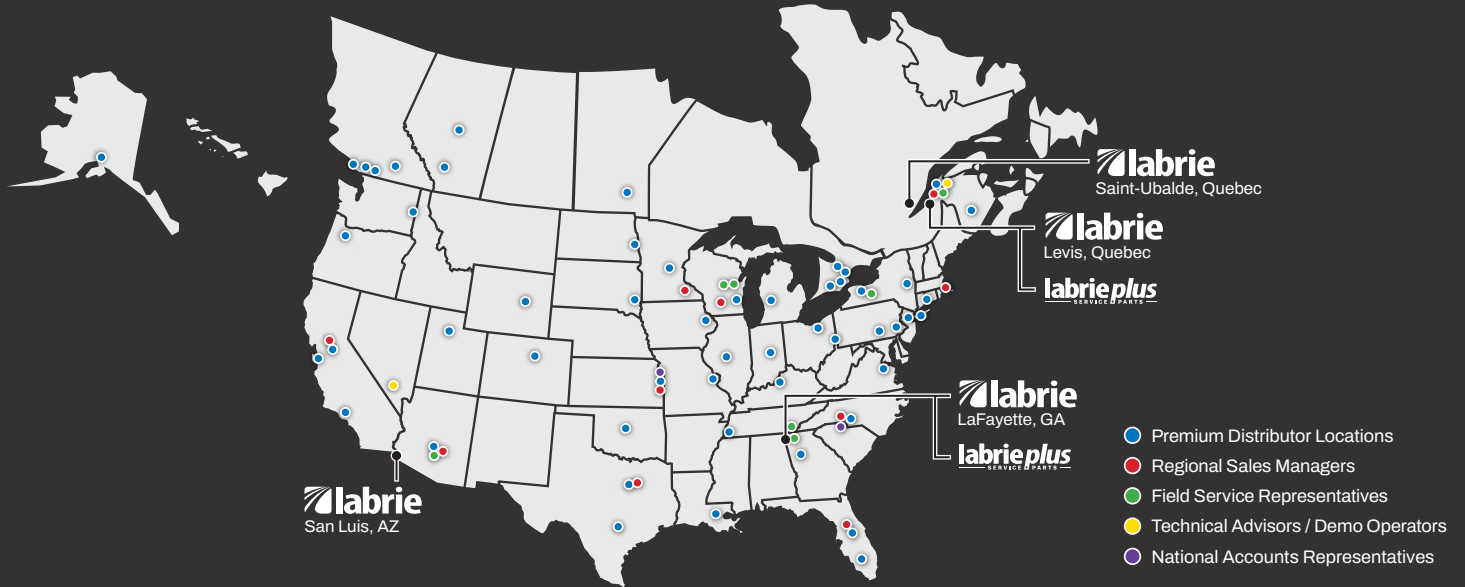 labrie
Saint-Ubalde, Quebec
labrie
Levis, Quebec
labrieplus
SERVICE & PARTS
labrie
LaFayette, GA
labrieplus
SERVICE & PARTS
labrie
San Luis, AZ
Premium Distributor Locations
Regional Sales Managers
Field Service Representatives
Technical Advisors / Demo Operators
National Accounts Representatives